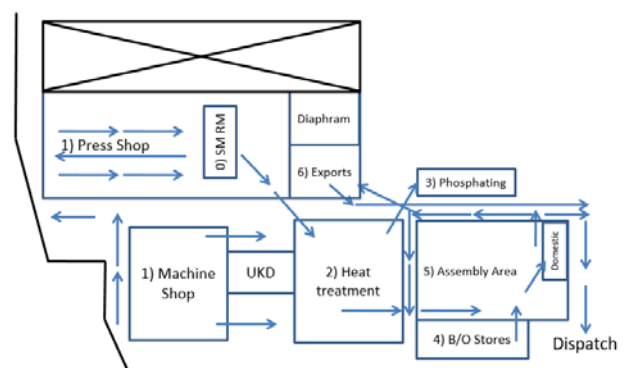 Diaphram
1) Press Shop
0) SM RM
6) Exports
3) Phosphating
1) Machine
Shop
UKD
2) Heat
treatment
5) Assembly Area
Domestic
4) B/O Stores
Dispatch